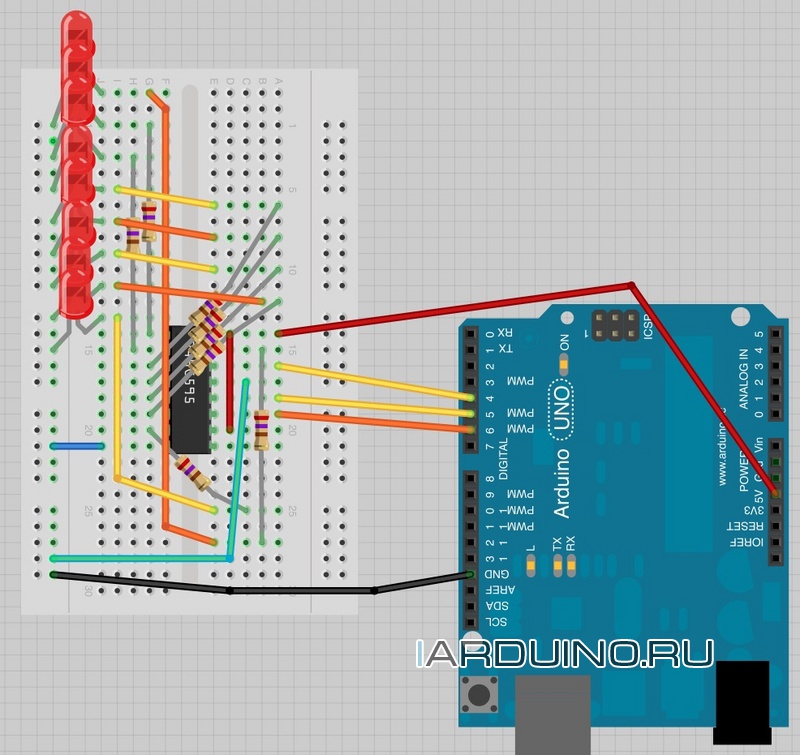 J I H G F E D C B A
1
5
10
15
20
25
30
595
RX 0
TX 1
2
PWM 3
4
PWM 5
PWM 6
7
DIGITAL
8
PWM 9
PWM 10
PWM 11
12
13
GND
AREF
SDA
SCL
ON
ICSP
1
UNO
Arduino
L
TX
RX
ANALOG IN
5
4
3
2
1
0
POWER
Vin
Gnd
5V
3V3
RESET
IOREF
www.arduino.c
IARDUINO.RU